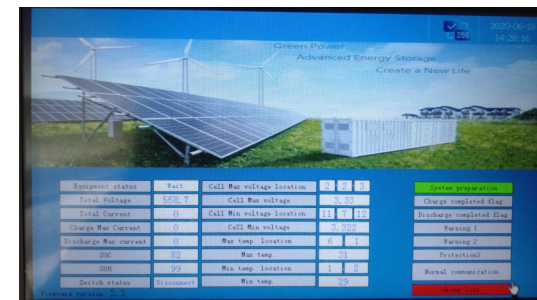 2020-06-16
255
14:28:16
Green Power
Advanced Energy Storage
Create a New Life
Equipment status Wait Cell Max voltage location 2 2 3 System preparation
Total Voltage 558.7 Cell Max voltage 3.33 Charge completed flag
Total Current 0 Cell Min voltage location 11 7 12 Discharge completed flag
Charge Max Current 0 Cell Min voltage 3.322 Warning 1
Discharge Max current 0 Max temp. location 6 1 Warning 2
SOC 82 Max temp. 31 Protection3
SOH 99 Min temp. location 1 2 Normal communication
Switch status Disconnect Min temp. 29 Group loss
Firmware version 2.2